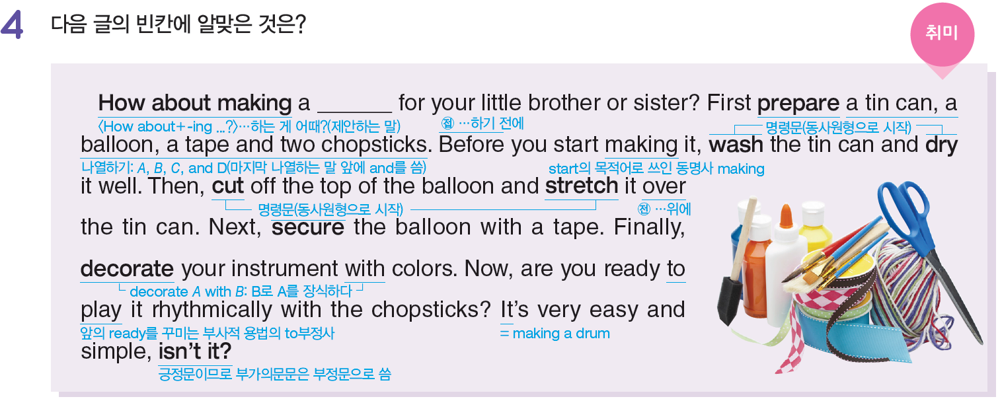 4 다음 글의 빈칸에 알맞은 것은?
취미
How about making a ______ for your little brother or sister? First prepare a tin can, a
〈How about+-ing ...?〉…하는 게 어때?(제안하는 말)
㉠접 …하기 전에
명령문(동사원형으로 시작)
balloon, a tape and two chopsticks. Before you start making it, wash the tin can and dry
나열하기: A, B, C, and D(마지막 나열하는 말 앞에 and를 씀)
start의 목적어로 쓰인 동명사 making
it well. Then, cut off the top of the balloon and stretch it over
명령문(동사원형으로 시작)
전 …위에
the tin can. Next, secure the balloon with a tape. Finally,
decorate your instrument with colors. Now, are you ready to
decorate A with B: B로 A를 장식하다
play it rhythmically with the chopsticks? It's very easy and
앞의 ready를 꾸미는 부사적 용법의 to부정사
= making a drum
simple, isn't it?
긍정문이므로 부가의문문은 부정문으로 씀